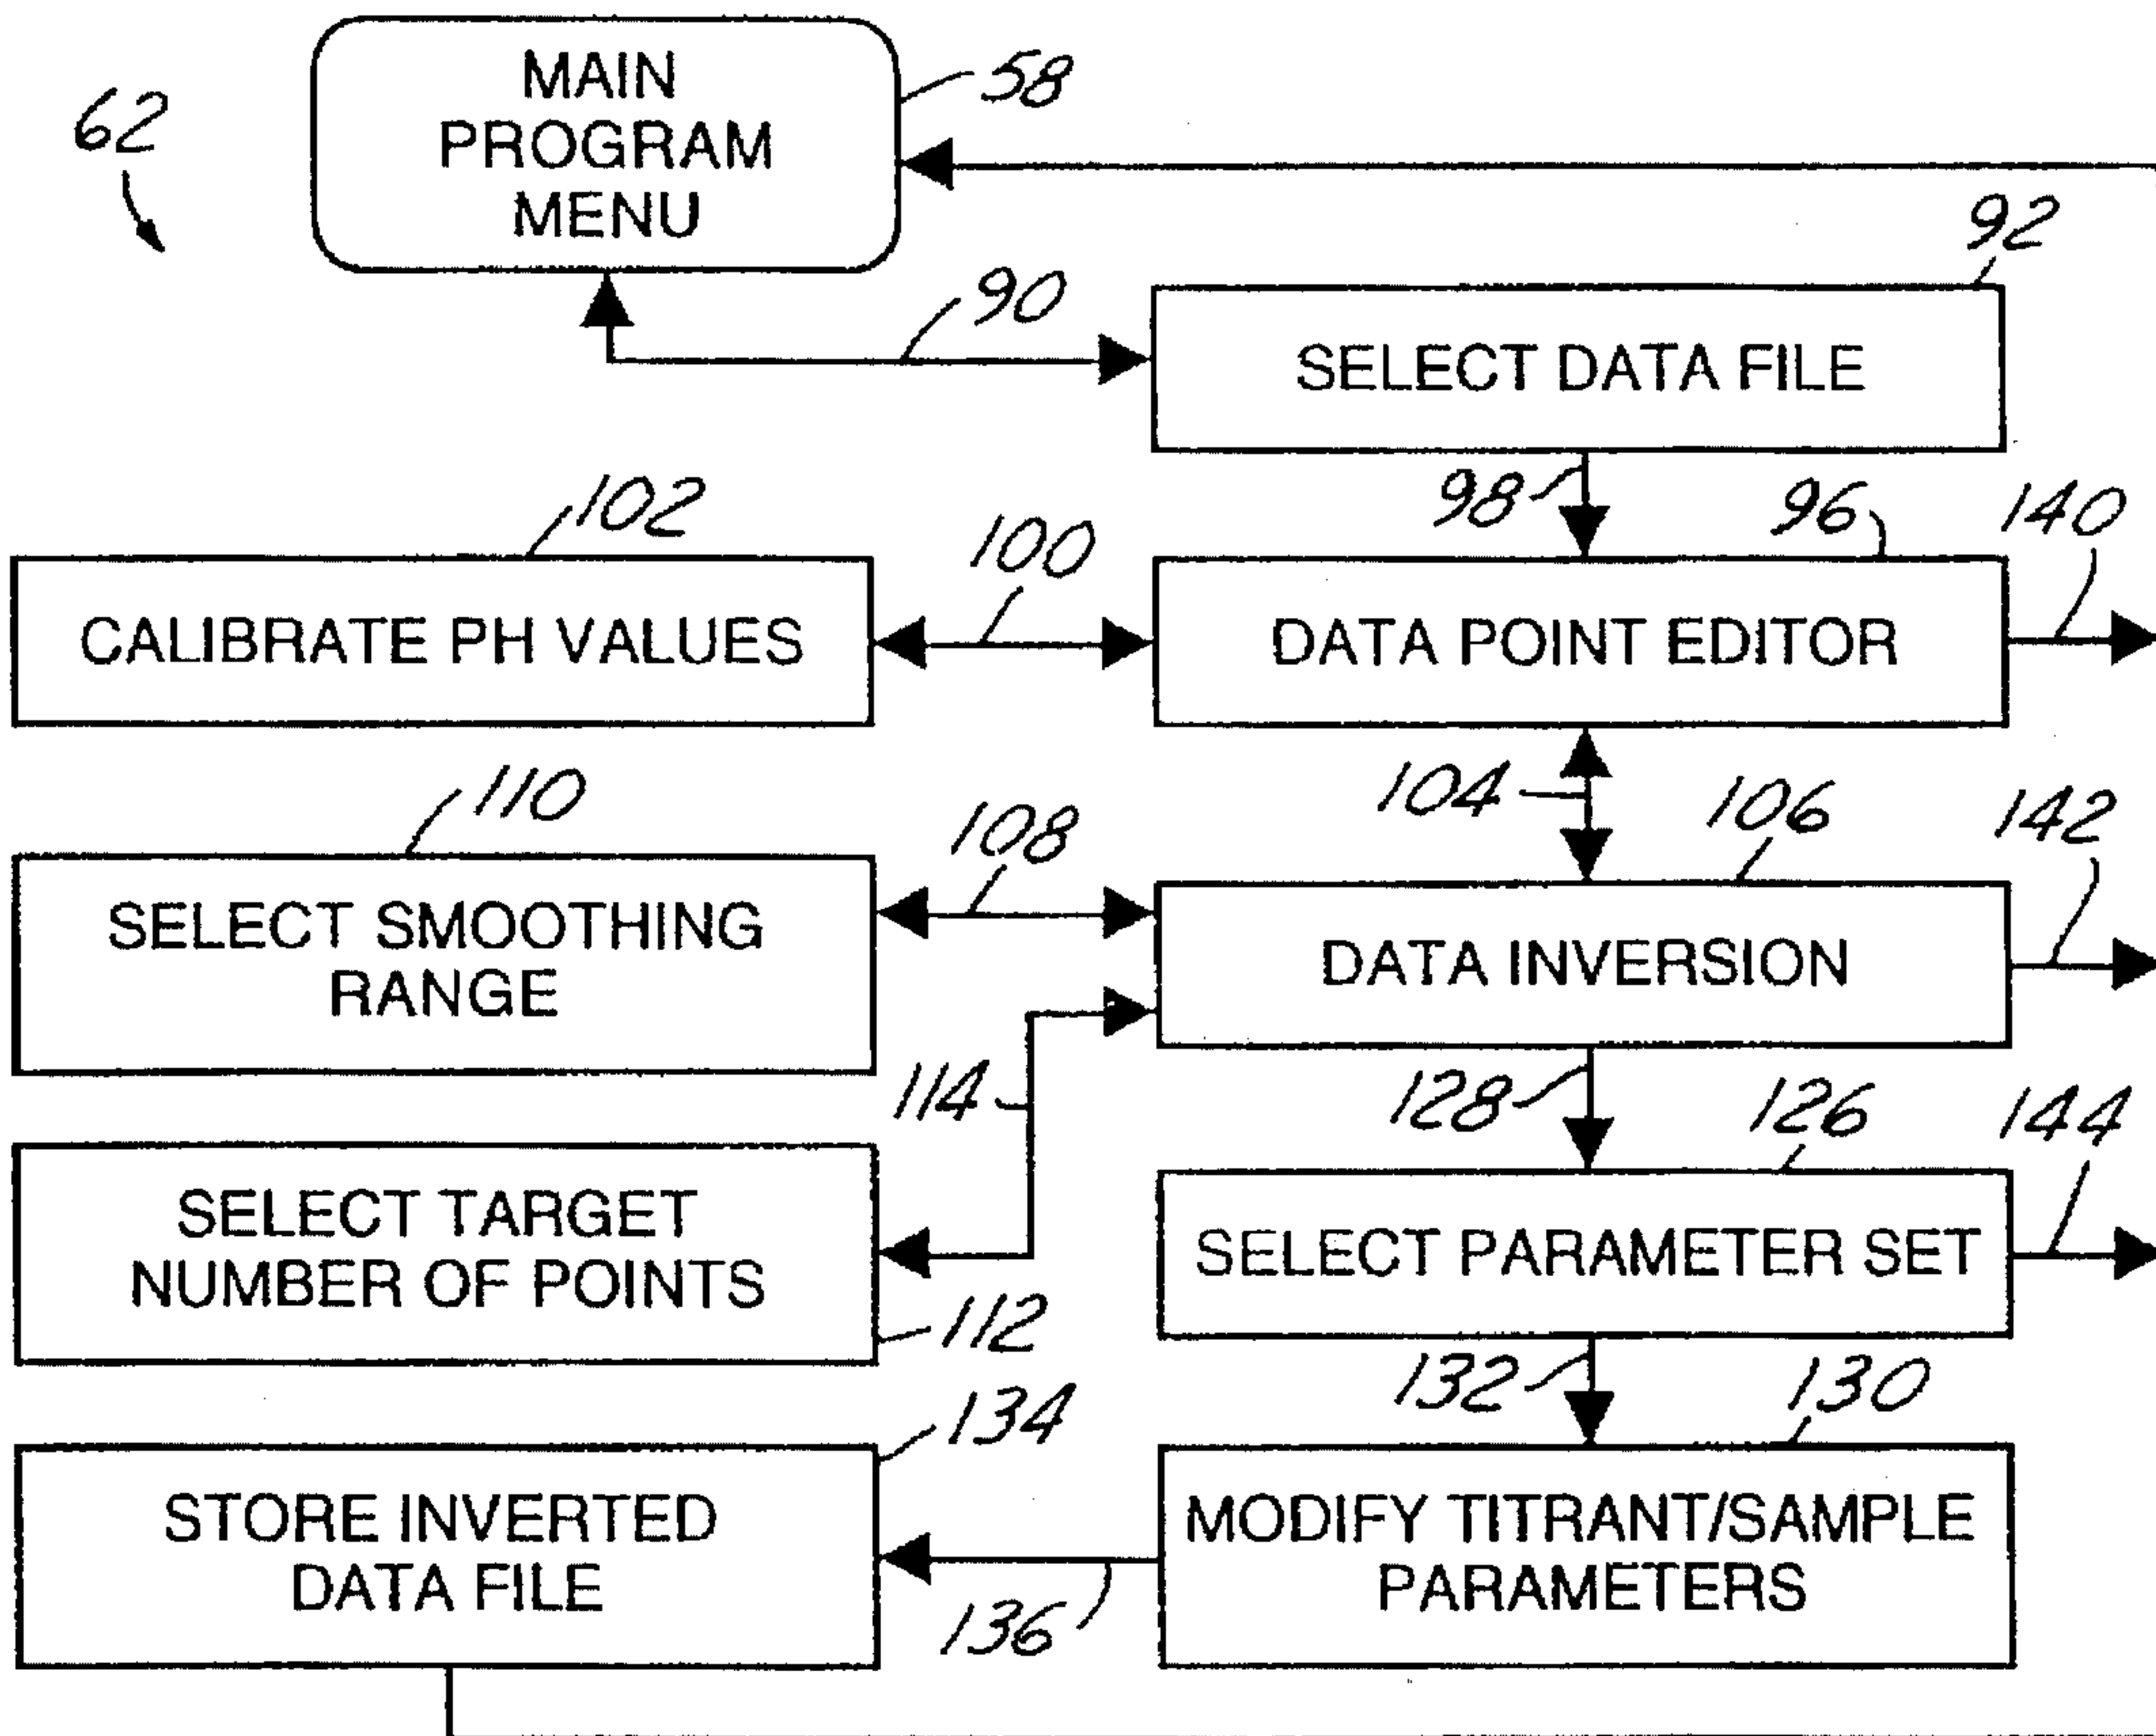 MAIN
PROGRAM
MENU
58
62
92
90
SELECT DATA FILE
98
102
100
96
140
CALIBRATE PH VALUES
DATA POINT EDITOR
104
110
108
106
142
SELECT SMOOTHING
RANGE
DATA INVERSION
114
128
126
144
SELECT TARGET
NUMBER OF POINTS
SELECT PARAMETER SET
112
132
130
134
STORE INVERTED
DATA FILE
MODIFY TITRANT/SAMPLE
PARAMETERS
136